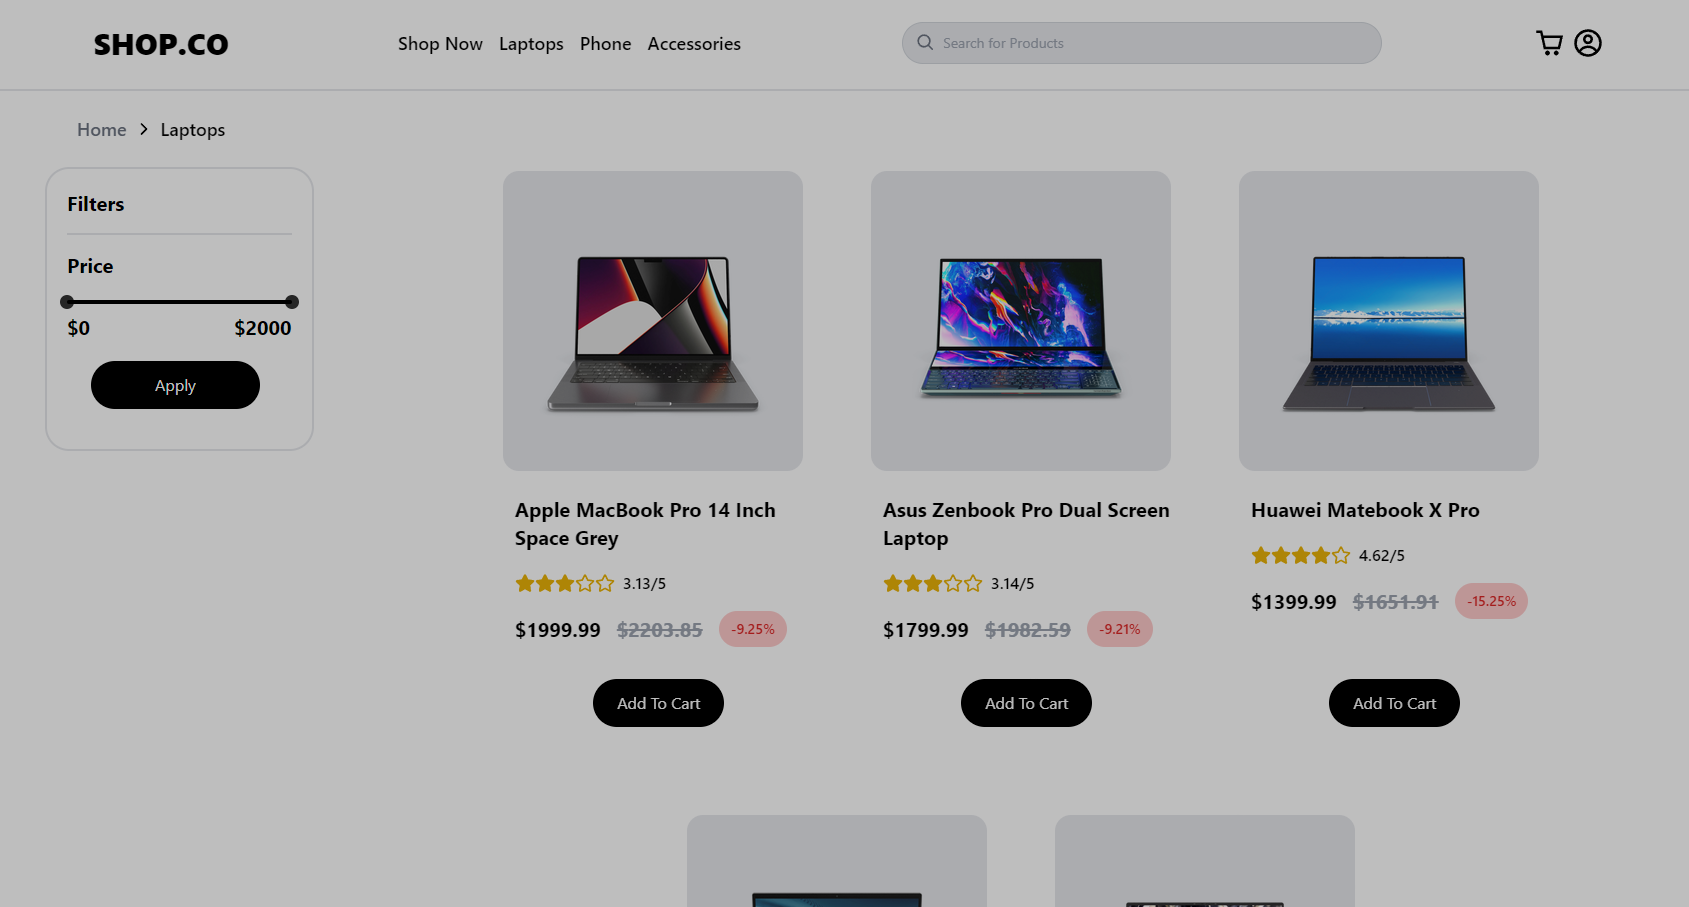 SHOP.CO
Shop Now Laptops Phone Accessories
Search for Products
Home > Laptops
Filters
Price
$0 $2000
Apply
Apple MacBook Pro 14 Inch
Space Grey
3.13/5
$1999.99 $2203.85 -9.25%
Add To Cart
Asus Zenbook Pro Dual Screen
Laptop
3.14/5
$1799.99 $1982.59 -9.21%
Add To Cart
Huawei Matebook X Pro
4.62/5
$1399.99 $1651.91 -15.25%
Add To Cart